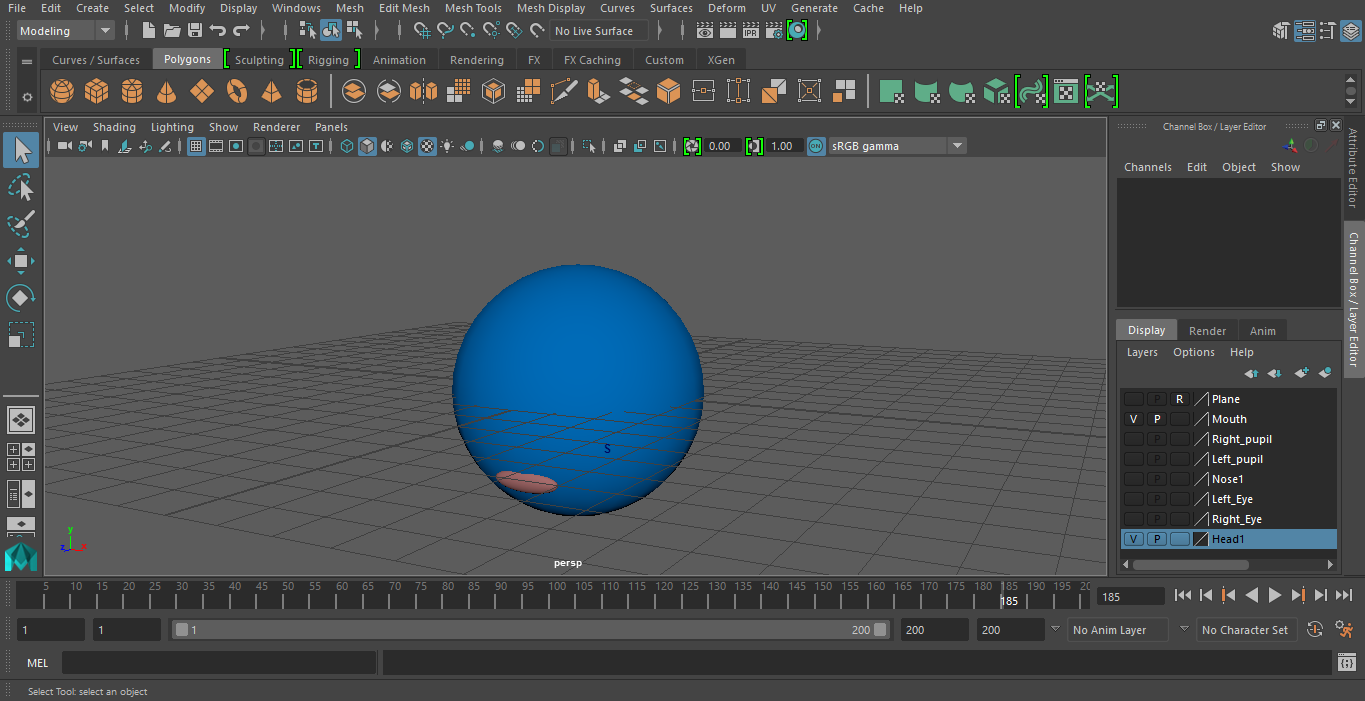 File Edit Create Select Modify Display Windows Mesh Edit Mesh Mesh Tools Mesh Display Curves Surfaces Deform UV Generate Cache Help
Modeling No Live Surface IPR
Curves / Surfaces Polygons Sculpting Rigging Animation Rendering FX FX Caching Custom XGen
View Shading Lighting Show Renderer Panels
0.00 1.00 ON sRGB gamma
S
y
z x
persp
Channel Box / Layer Editor
Channels Edit Object Show
Attribute Editor
Channel Box / Layer Editor
Display Render Anim
Layers Options Help
P R Plane
V P Mouth
P Right_pupil
P Left_pupil
P Nose1
P Left_Eye
P Right_Eye
V P Head1
5 10 15 20 25 30 35 40 45 50 55 60 65 70 75 80 85 90 95 100 105 110 115 120 125 130 135 140 145 150 155 160 165 170 175 180 185 190 195 20
185
185
1 1 1 200 200 200 No Anim Layer No Character Set
MEL
Select Tool: select an object